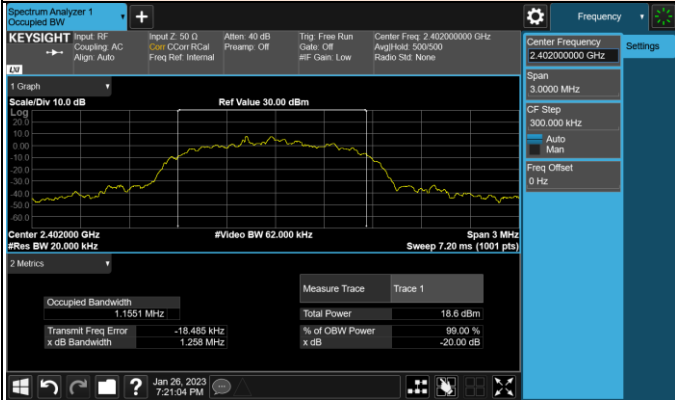 Spectrum Analyzer 1
Occupied BW
+
Frequency
KEYSIGHT
Input: RF
Coupling: AC
Align: Auto
Input Z: 50 Ω
Corr CCorr RCal
Freq Ref: Internal
Atten: 40 dB
Preamp: Off
Trig: Free Run
Gate: Off
#IF Gain: Low
Center Freq: 2.402000000 GHz
Avg|Hold: 500/500
Radio Std: None
LXI
Center Frequency
2.402000000 GHz
Settings
Span
3.0000 MHz
CF Step
300.000 kHz
Auto
Man
Freq Offset
0 Hz
1 Graph
Scale/Div 10.0 dB
Ref Value 30.00 dBm
Log
20.0
10.0
0.00
-10.0
-20.0
-30.0
-40.0
-50.0
-60.0
Center 2.402000 GHz
#Video BW 62.000 kHz
Span 3 MHz
#Res BW 20.000 kHz
Sweep 7.20 ms (1001 pts)
2 Metrics
Measure Trace
Trace 1
Occupied Bandwidth
1.1551 MHz
Total Power
18.6 dBm
Transmit Freq Error
-18.485 kHz
% of OBW Power
99.00 %
x dB Bandwidth
1.258 MHz
x dB
-20.00 dB
?
Jan 26, 2023
7:21:04 PM